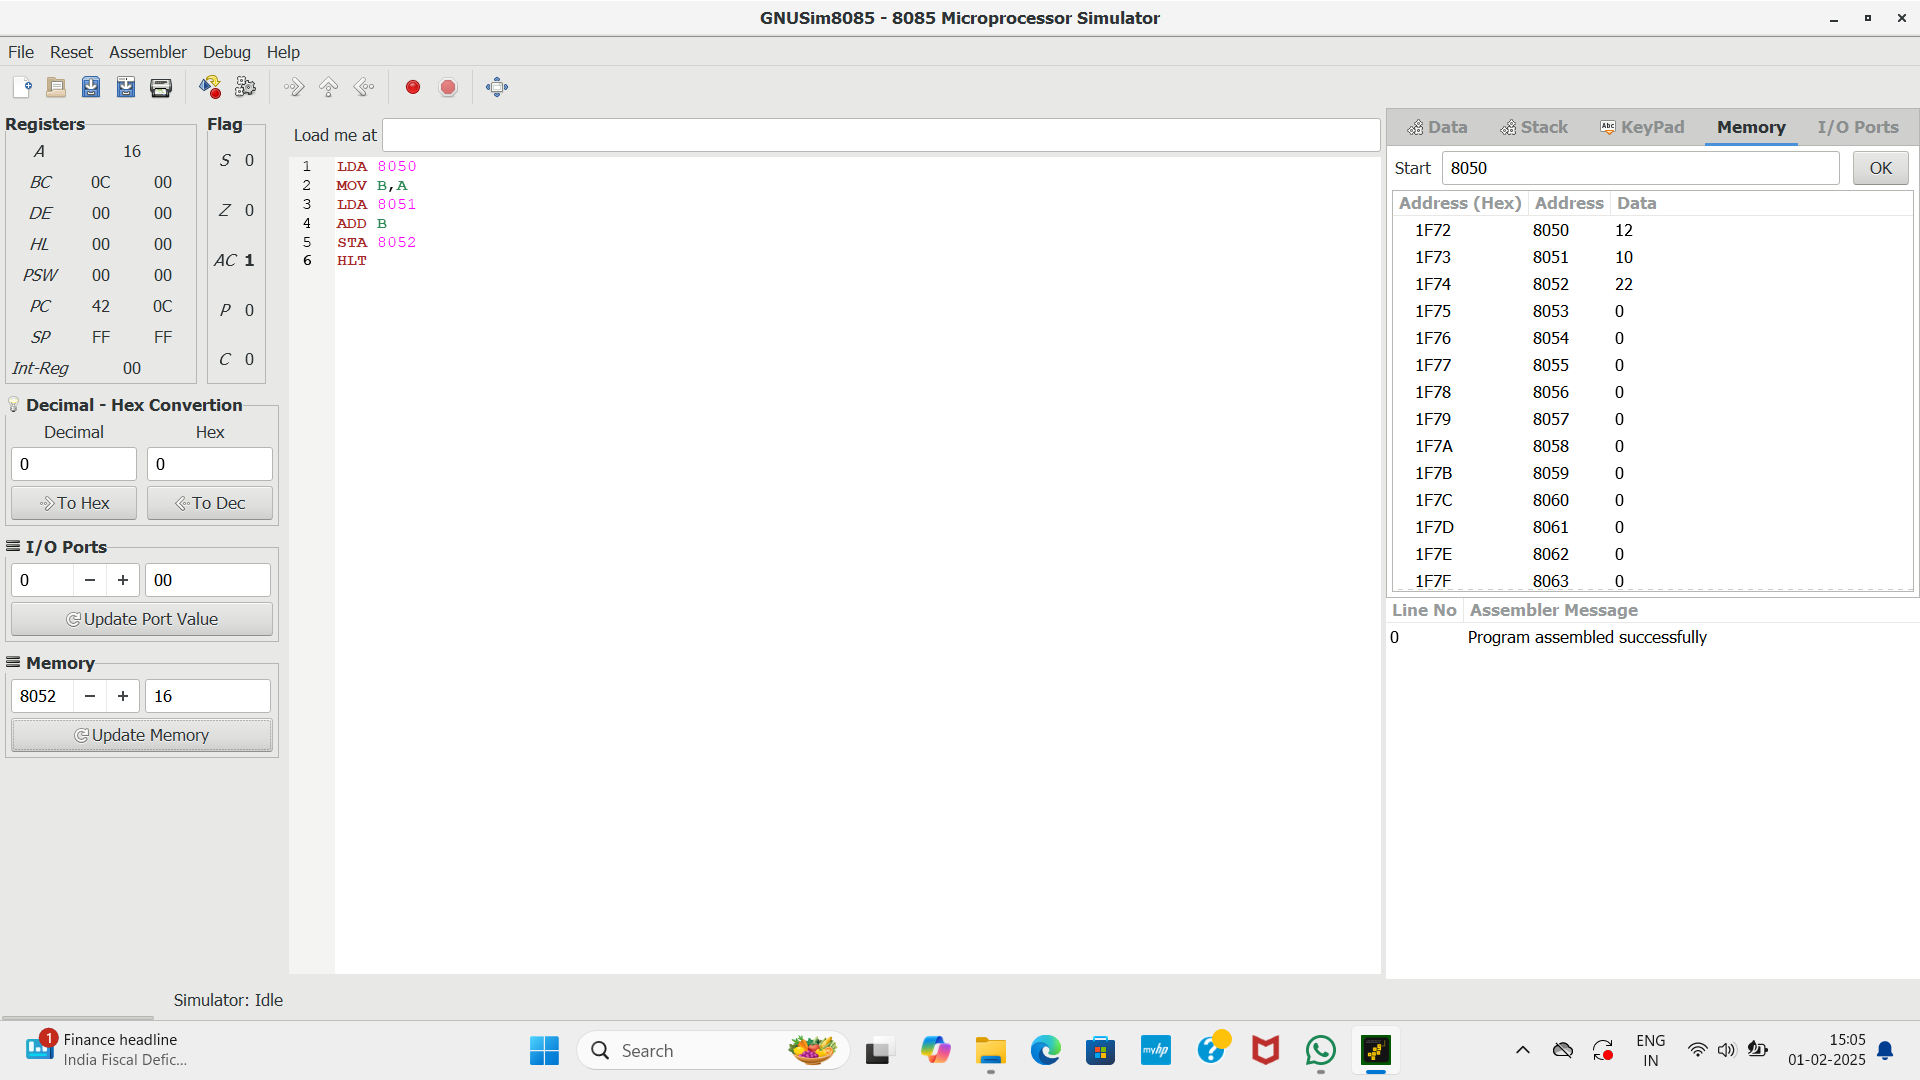 GNUSim8085 - 8085 Microprocessor Simulator
File Reset Assembler Debug Help
Registers
A 16
BC 0C 00
DE 00 00
HL 00 00
PSW 00 00
PC 42 0C
SP FF FF
Int-Reg 00
Flag
S 0
Z 0
AC 1
P 0
C 0
Decimal - Hex Convertion
Decimal Hex
0 0
To Hex To Dec
I/O Ports
0 − + 00
Update Port Value
Memory
8052 − + 16
Update Memory
Load me at
1 LDA 8050
2 MOV B,A
3 LDA 8051
4 ADD B
5 STA 8052
6 HLT
Data Stack Abc KeyPad Memory I/O Ports
Start 8050 OK
Address (Hex) Address Data
1F72 8050 12
1F73 8051 10
1F74 8052 22
1F75 8053 0
1F76 8054 0
1F77 8055 0
1F78 8056 0
1F79 8057 0
1F7A 8058 0
1F7B 8059 0
1F7C 8060 0
1F7D 8061 0
1F7E 8062 0
1F7F 8063 0
Line No Assembler Message
0 Program assembled successfully
Simulator: Idle
1 Finance headline
India Fiscal Defic...
Search
myhp
ENG
IN
15:05
01-02-2025